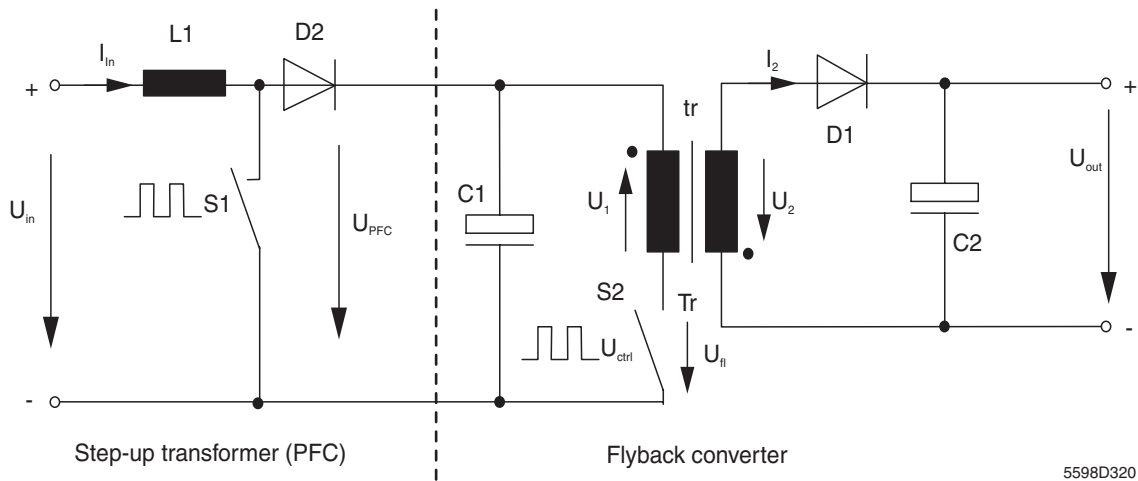 L1
D2
I_In
I_2
+
+
tr
D1
S1
C1
U_in
U_PFC
U_1
U_2
U_out
C2
S2
Tr
U_ctrl
U_fl
-
-
Step-up transformer (PFC)
Flyback converter
5598D320